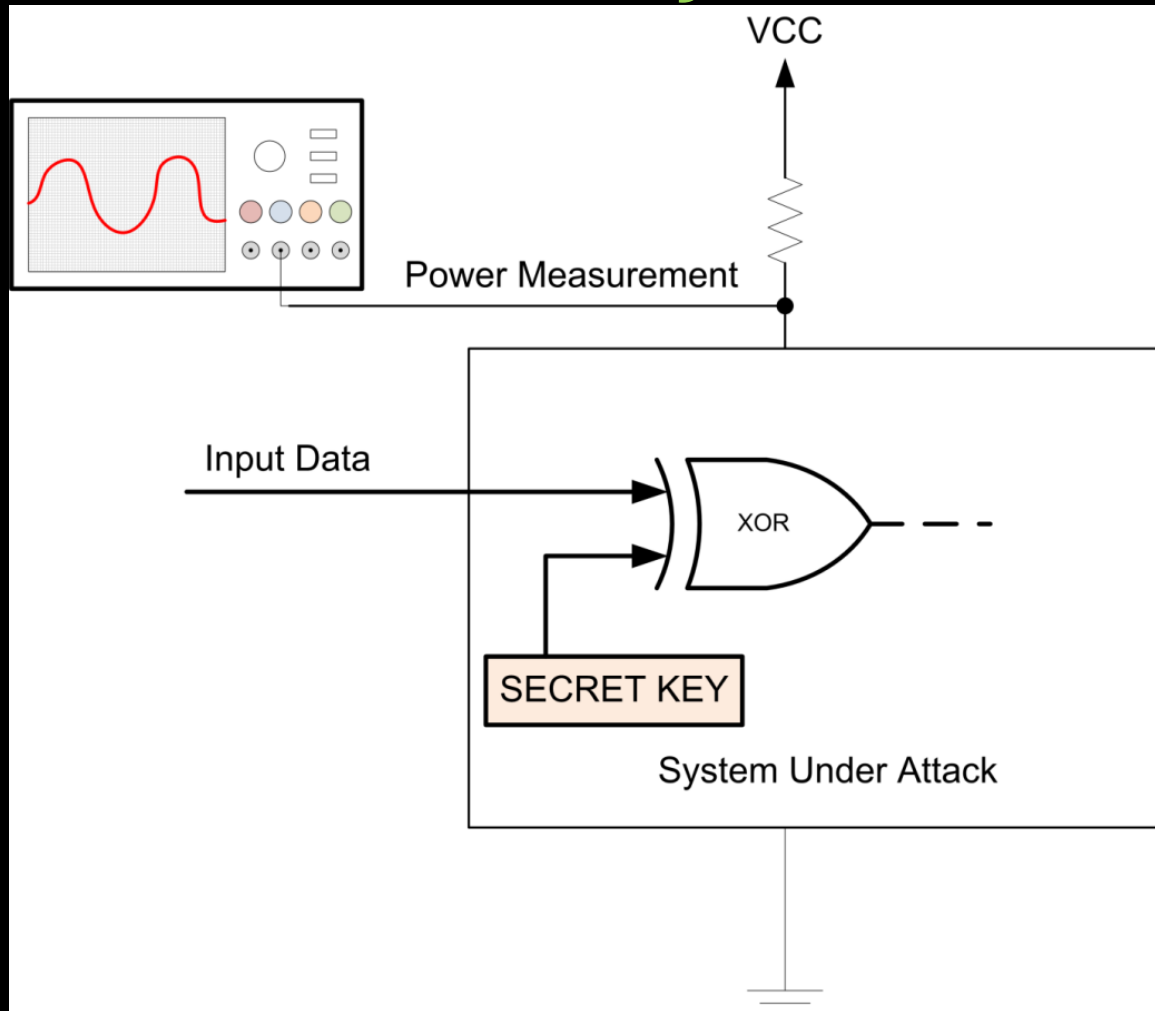 VCC
Power Measurement
Input Data
XOR
SECRET KEY
System Under Attack